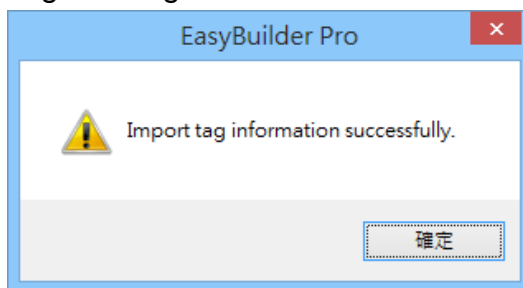 EasyBuilder Pro
Import tag information successfully.
確定